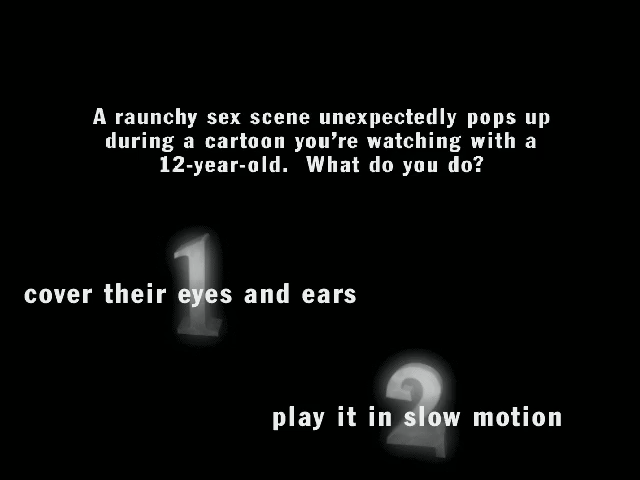 A raunchy sex scene unexpectedly pops up
during a cartoon you're watching with a
12-year-old.  What do you do?
1
cover their eyes and ears
2
play it in slow motion